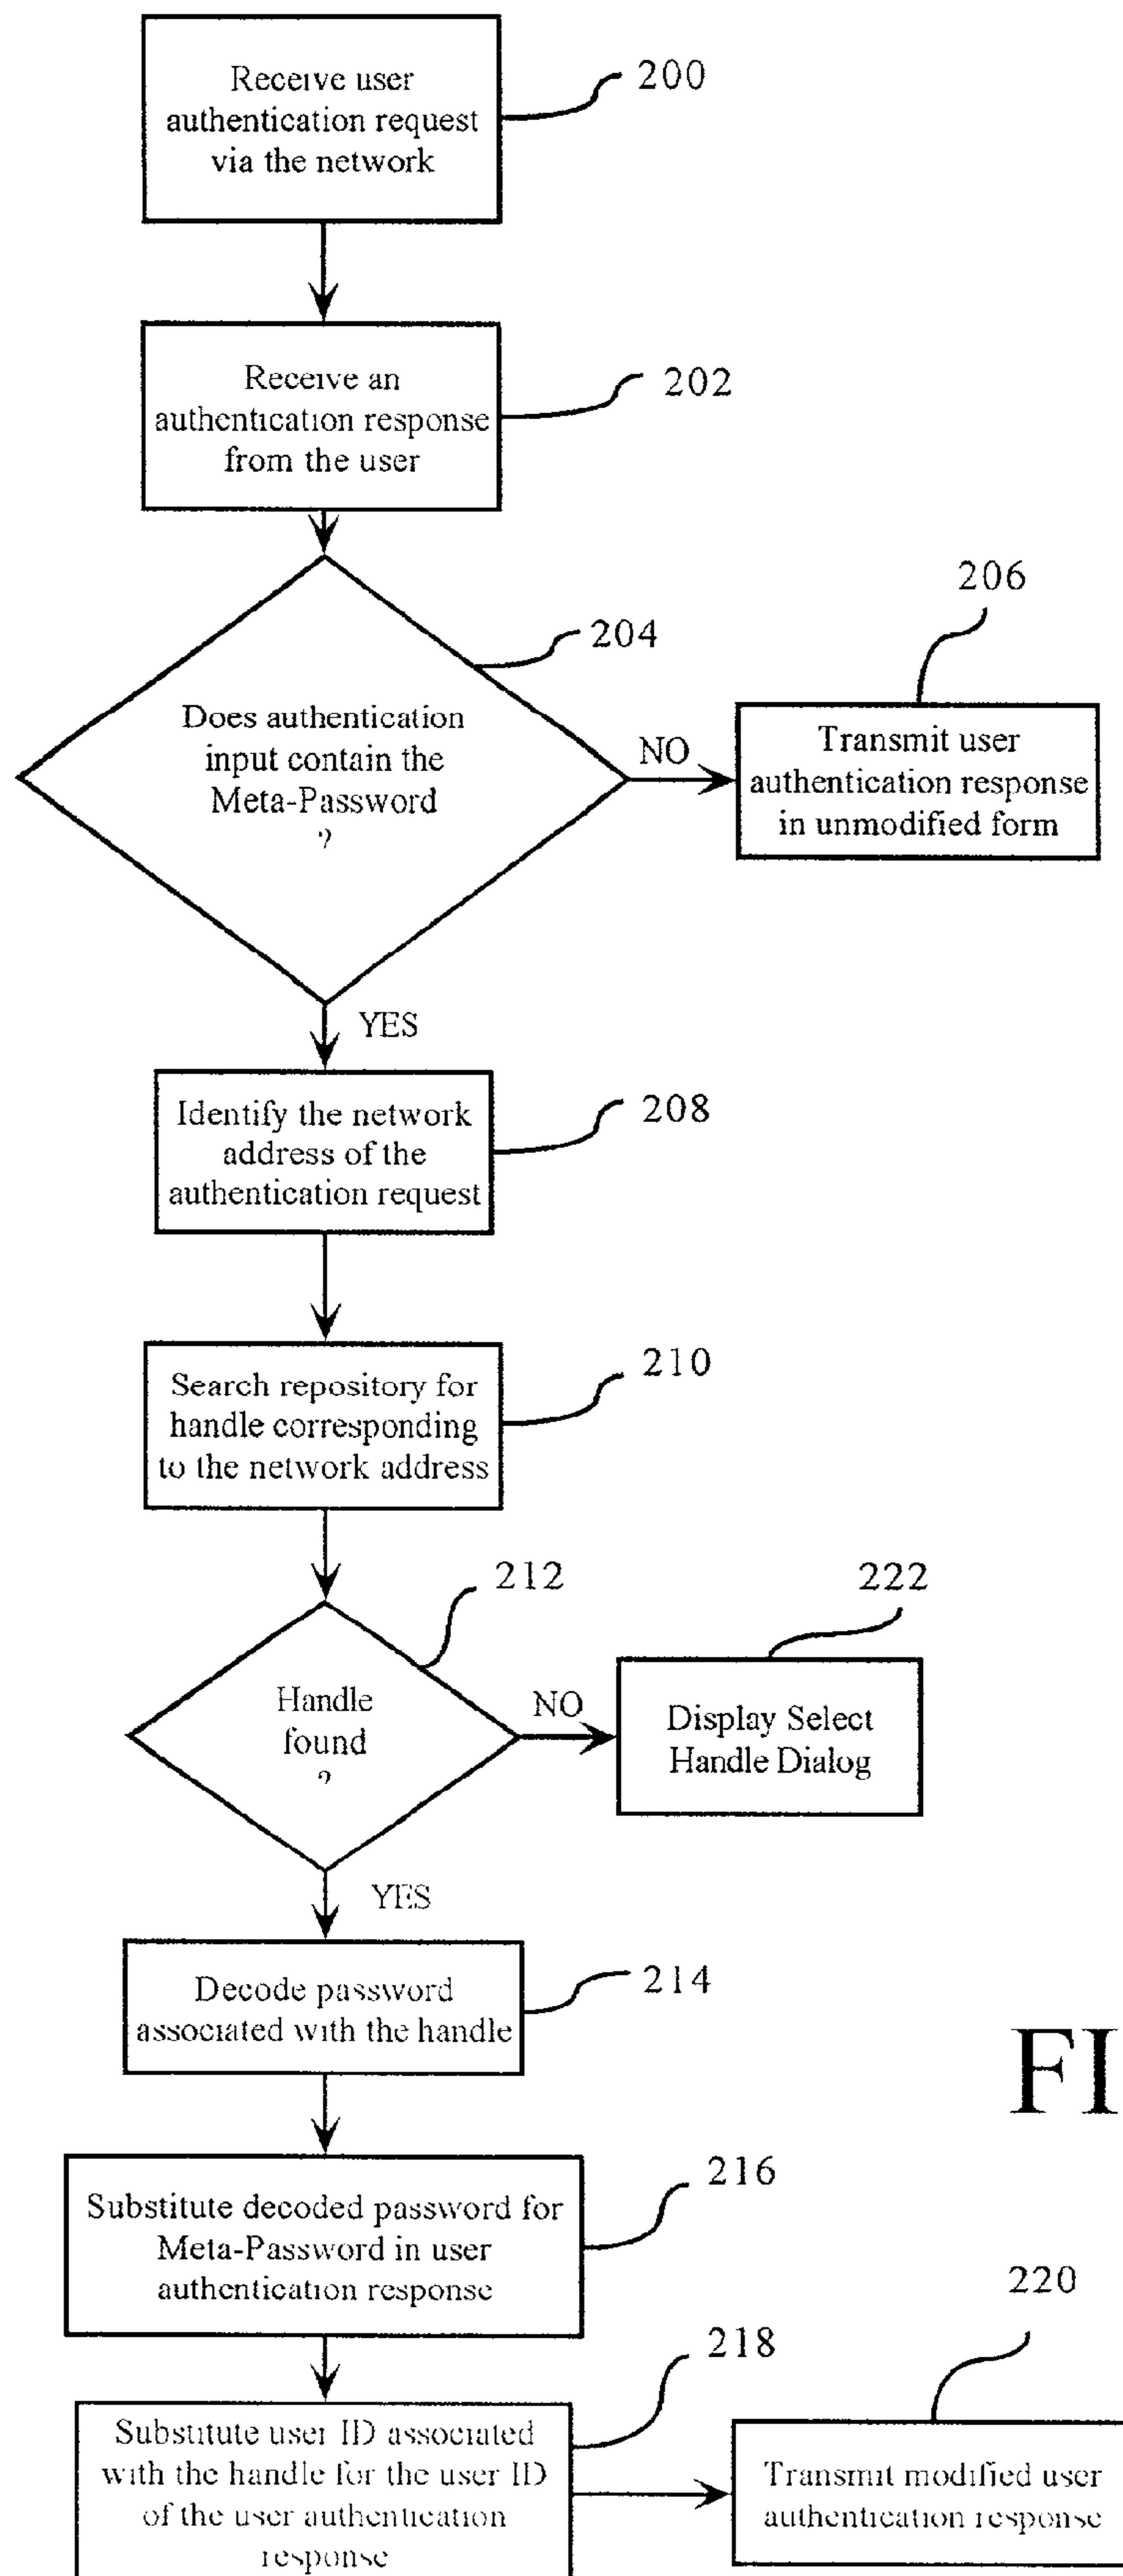 Receive user
authentication request
via the network
200
Receive an
authentication response
from the user
202
204
Does authentication
input contain the
Meta-Password
?
NO
206
Transmit user
authentication response
in unmodified form
YES
Identify the network
address of the
authentication request
208
Search repository for
handle corresponding
to the network address
210
212
Handle
found
?
NO
222
Display Select
Handle Dialog
YES
Decode password
associated with the handle
214
FI
Substitute decoded password for
Meta-Password in user
authentication response
216
218
Substitute user ID associated
with the handle for the user ID
of the user authentication
response
220
Transmit modified user
authentication response